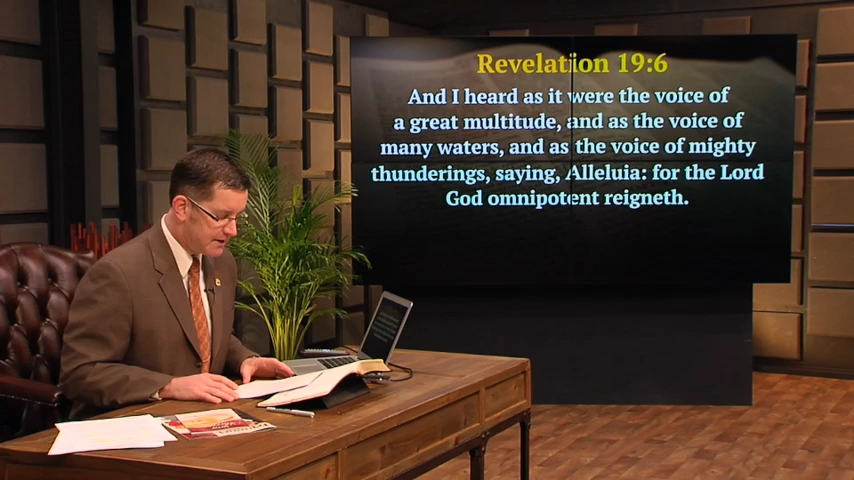 Revelation 19:6
And I heard as it were the voice of
a great multitude, and as the voice of
many waters, and as the voice of mighty
thunderings, saying, Alleluia: for the Lord
God omnipotent reigneth.